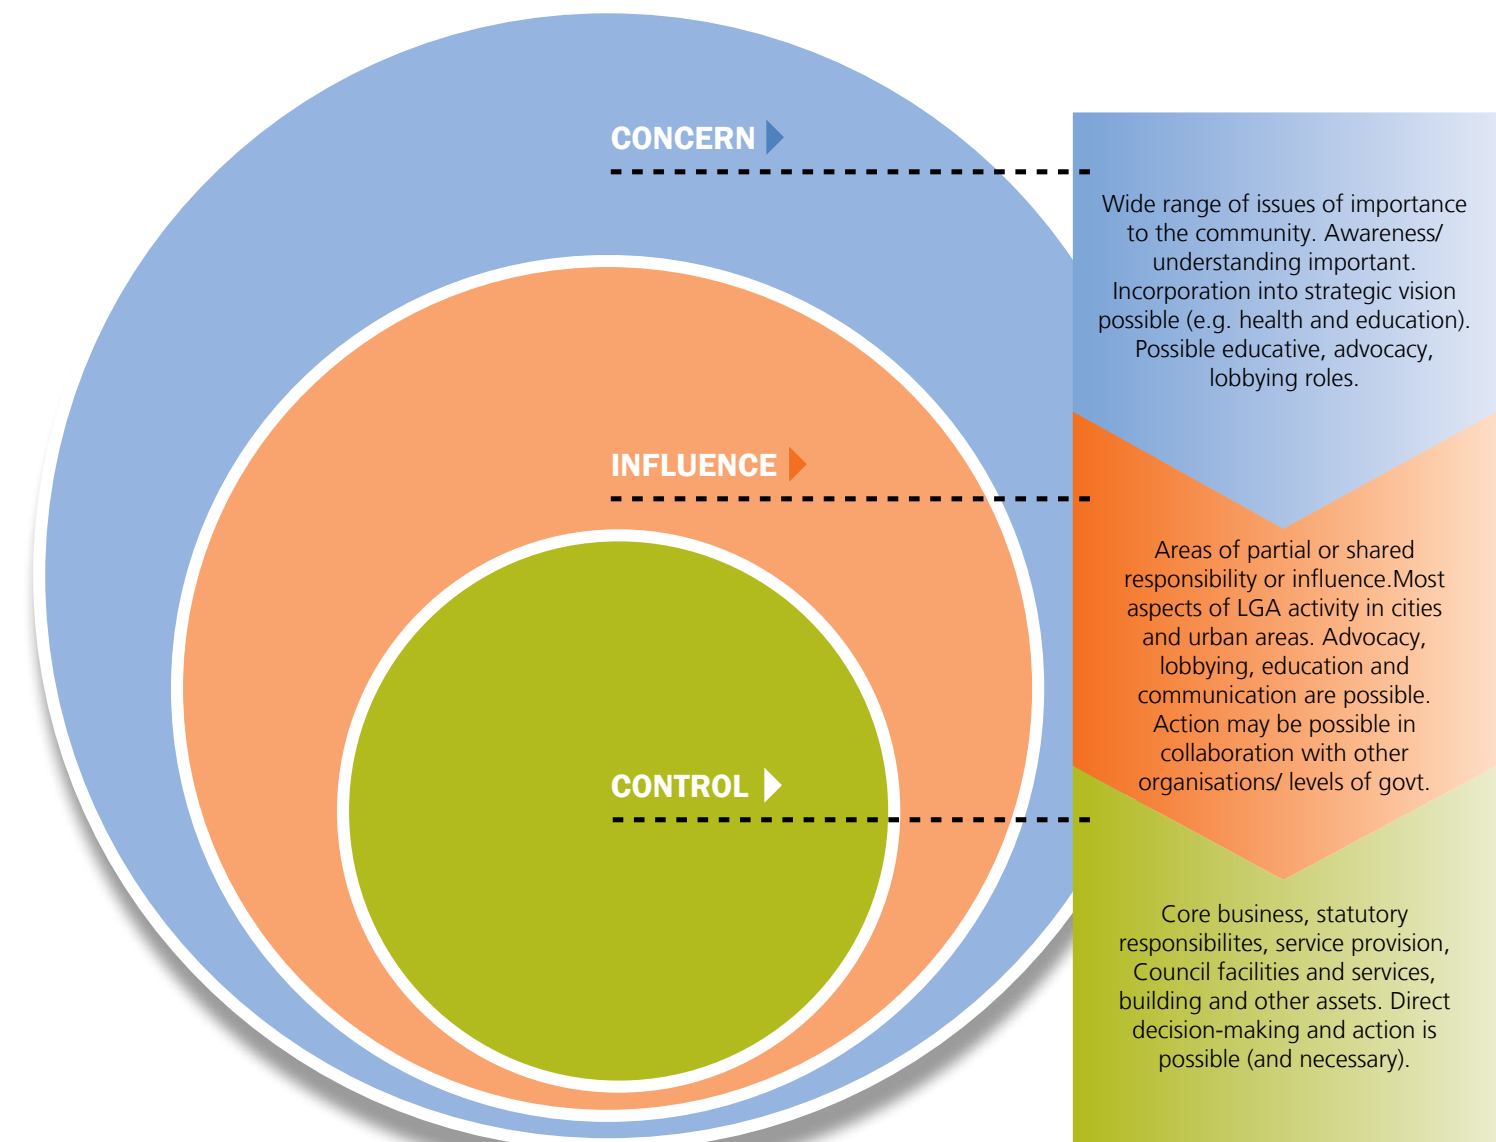 CONCERN
Wide range of issues of importance
to the community. Awareness/
understanding important.
Incorporation into strategic vision
possible (e.g. health and education).
Possible educative, advocacy,
lobbying roles.
INFLUENCE
Areas of partial or shared
responsibility or influence.Most
aspects of LGA activity in cities
and urban areas. Advocacy,
lobbying, education and
communication are possible.
Action may be possible in
collaboration with other
organisations/ levels of govt.
CONTROL
Core business, statutory
responsibilites, service provision,
Council facilities and services,
building and other assets. Direct
decision-making and action is
possible (and necessary).